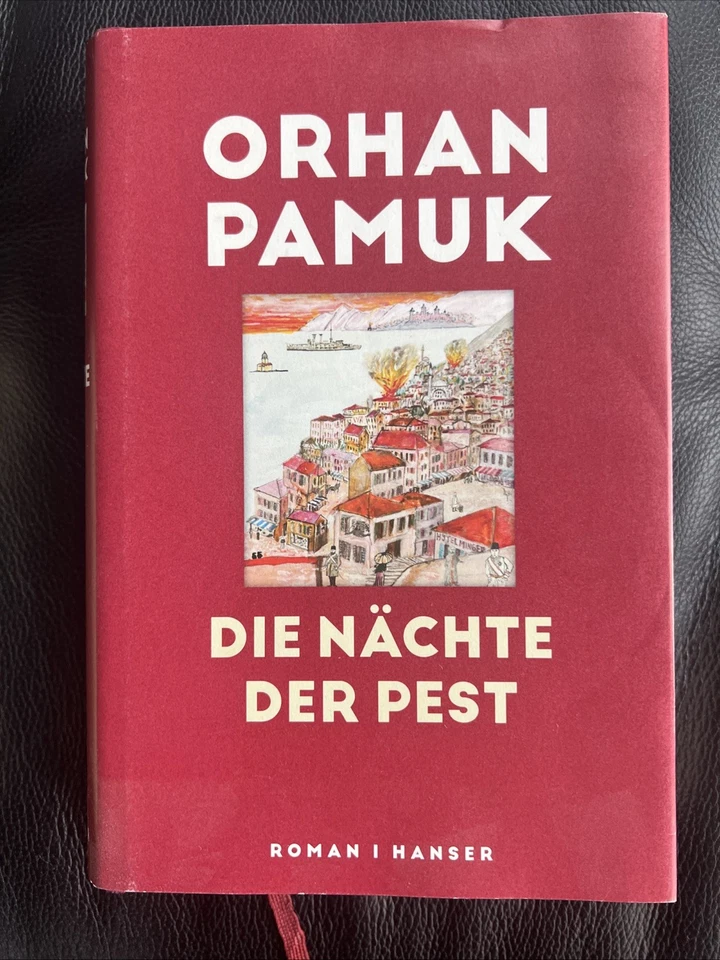 ORHAN
PAMUK
DIE NÄCHTE
DER PEST
ROMAN I HANSER
E